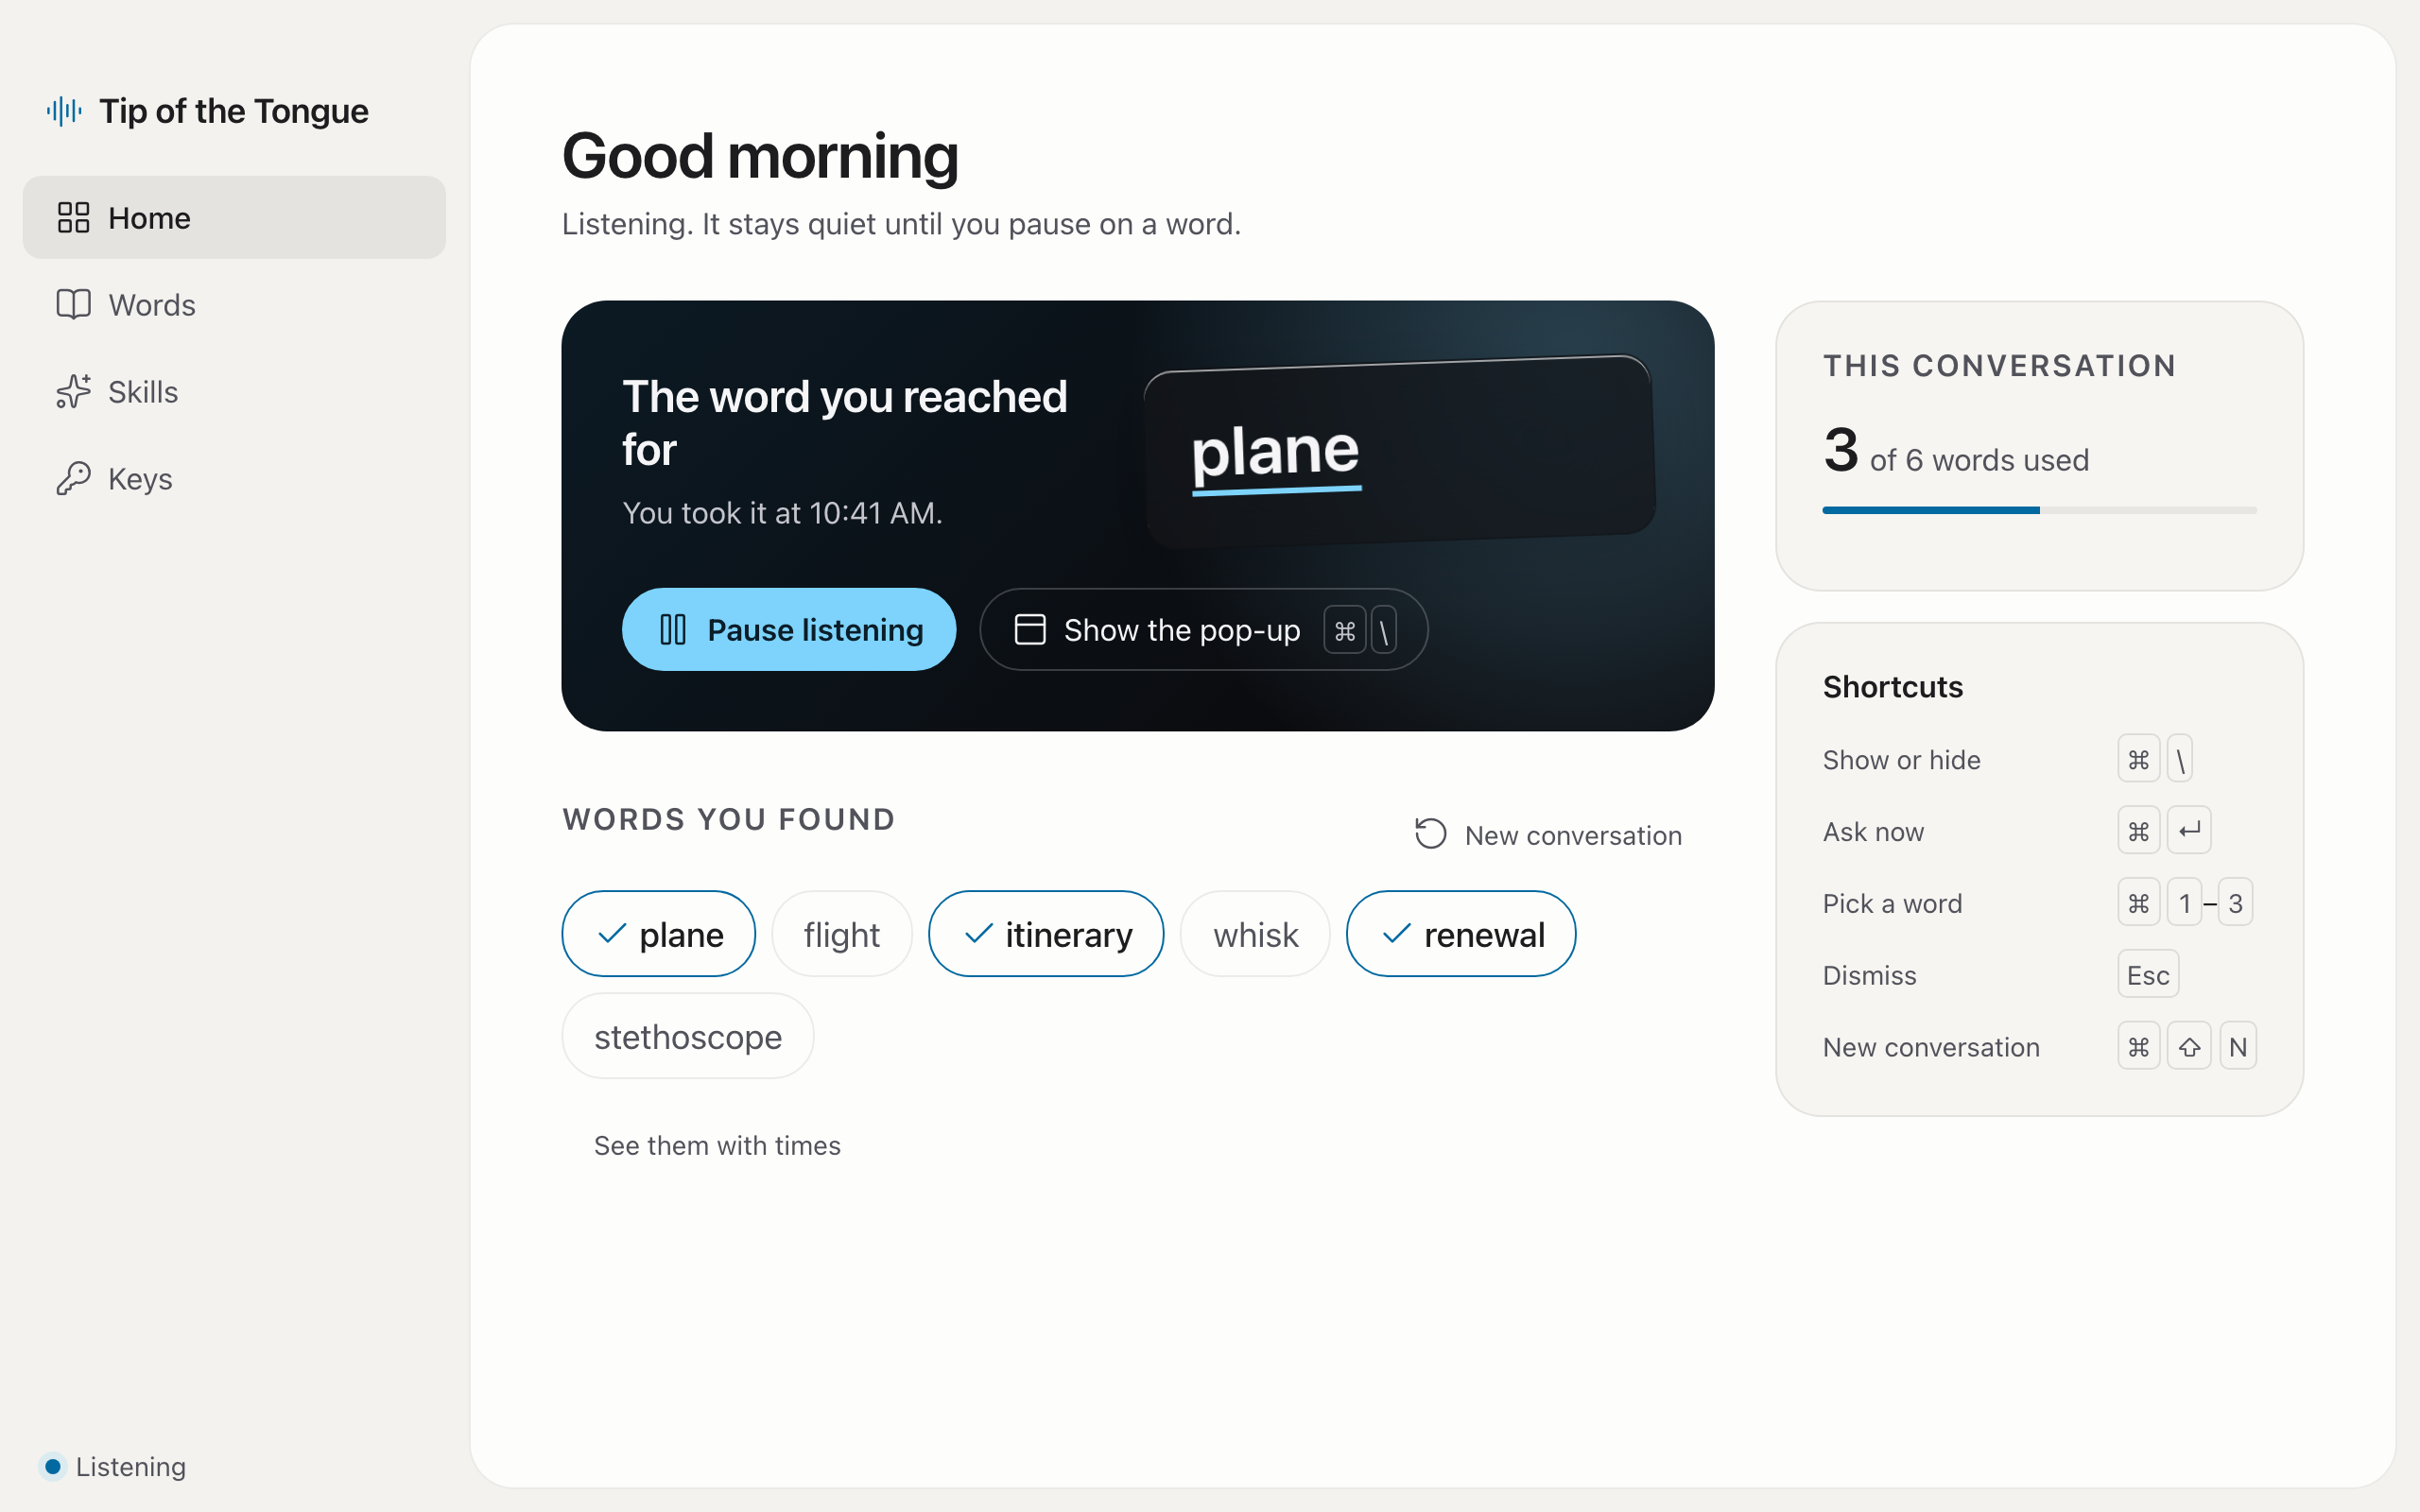 Tip of the Tongue
Home
Words
Skills
Keys
Listening
Good morning
Listening. It stays quiet until you pause on a word.
The word you reached
for
You took it at 10:41 AM.
plane
Pause listening
Show the pop-up ⌘ \
WORDS YOU FOUND
New conversation
plane flight itinerary whisk renewal
stethoscope
See them with times
THIS CONVERSATION
3 of 6 words used
Shortcuts
Show or hide ⌘ \
Ask now ⌘ ↵
Pick a word ⌘ 1–3
Dismiss Esc
New conversation ⌘ ⇧ N